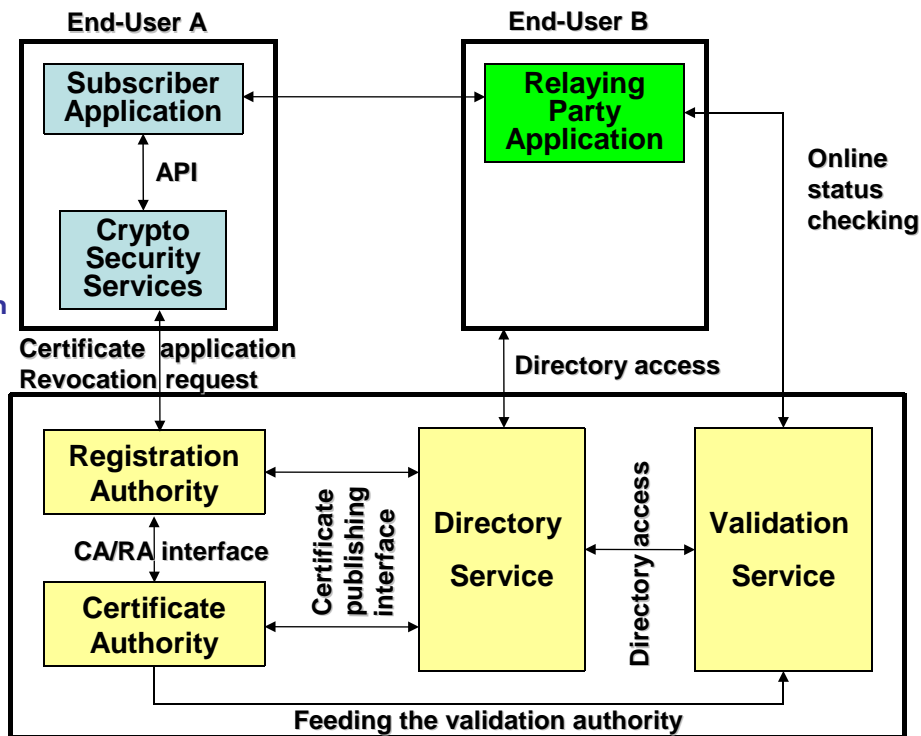 End-User A
End-User B
Subscriber
Application
Relaying
Party
Application
API
Online
status
checking
Crypto
Security
Services
n
Certificate application
Revocation request
Directory access
Registration
Authority
CA/RA interface
Certificate
Authority
Certificate
publishing
interface
Directory
Service
Directory access
Validation
Service
Feeding the validation authority